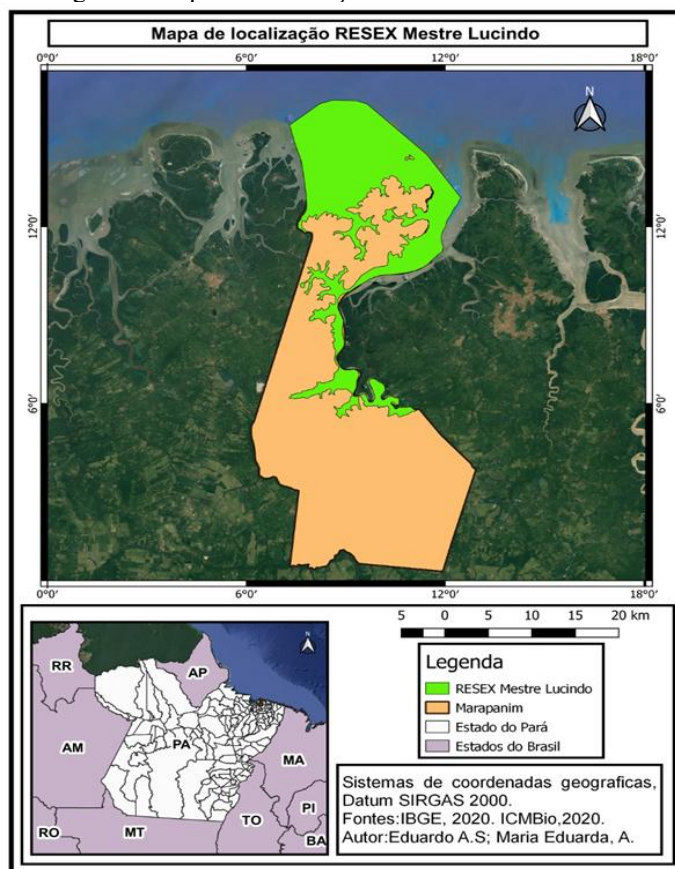 Mapa de localização RESEX Mestre Lucindo
0°0' 6°0' 12°0' 18°0'
N
12°0' 12°0'
6°0' 6°0'
0°0' 6°0' 12°0' 18°0'
5 0 5 10 15 20 km
N
RR
AP
AM
PA
MA
PI
RO
MT
TO
BA
Legenda
RESEX Mestre Lucindo
Marapanim
Estado do Pará
Estados do Brasil
Sistemas de coordenadas geograficas,
Datum SIRGAS 2000.
Fontes:IBGE, 2020. ICMBio,2020.
Autor:Eduardo A.S; Maria Eduarda, A.